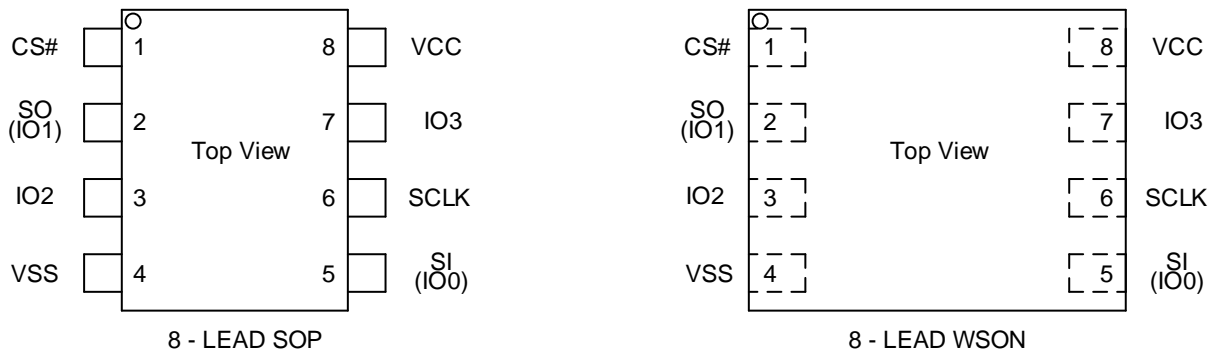 CS# 1 8 VCC
SO
(IO1) 2 7 IO3
Top View
IO2 3 6 SCLK
VSS 4 5 SI
(IO0)
8 - LEAD SOP
CS# 1 8 VCC
SO
(IO1) 2 7 IO3
Top View
IO2 3 6 SCLK
VSS 4 5 SI
(IO0)
8 - LEAD WSON